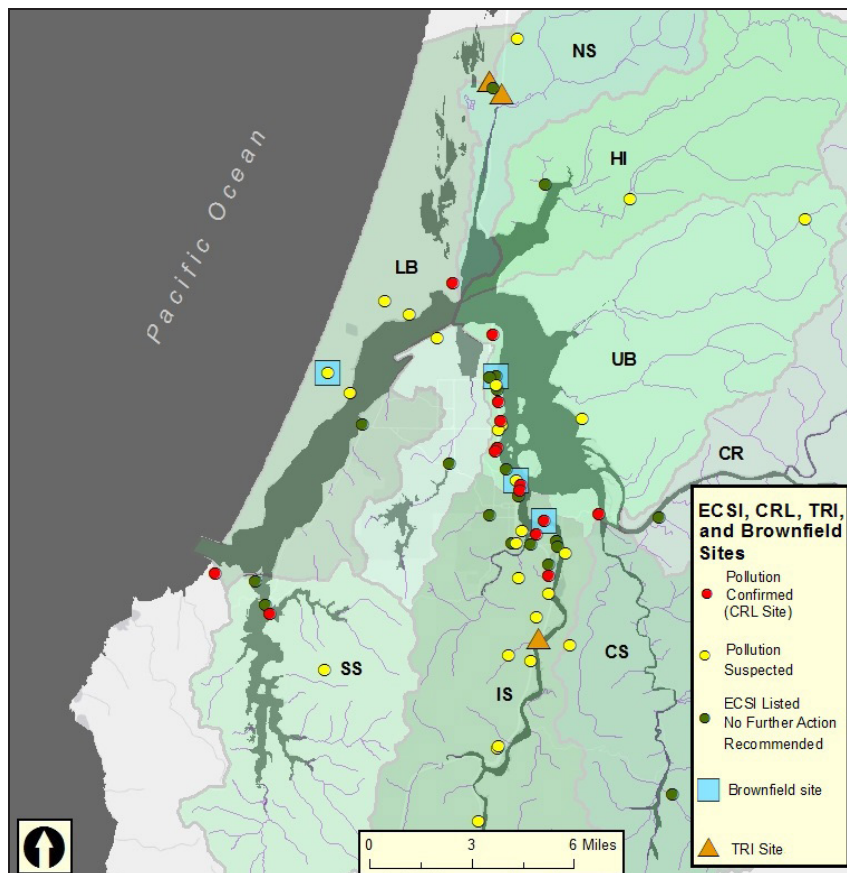 NS
HI
Pacific Ocean
LB
UB
CR
ECSI, CRL, TRI,
and Brownfield
Sites
Pollution
Confirmed
(CRL Site)
Pollution
Suspected
CS
SS
IS
ECSI Listed
No Further Action
Recommended
Brownfield site
TRI Site
0 3 6 Miles